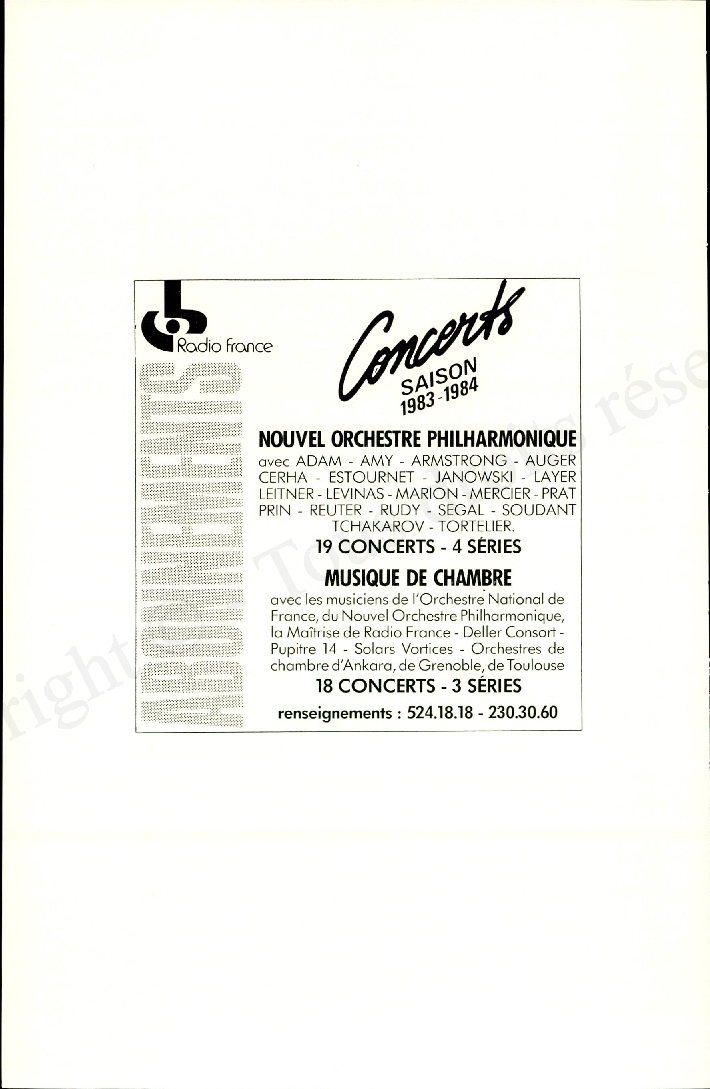 Radio France
Concerts
SAISON
1983-1984
ABONNEMENTS
NOUVEL ORCHESTRE PHILHARMONIQUE
avec ADAM - AMY - ARMSTRONG - AUGER
CERHA - ESTOURNET - JANOWSKI - LAYER
LEITNER - LEVINAS - MARION - MERCIER - PRAT
PRIN - REUTER - RUDY - SEGAL - SOUDANT
TCHAKAROV - TORTELIER.
19 CONCERTS - 4 SÉRIES
MUSIQUE DE CHAMBRE
avec les musiciens de l'Orchestre National de
France, du Nouvel Orchestre Philharmonique,
la Maîtrise de Radio France - Deller Consort -
Pupitre 14 - Solars Vortices - Orchestres de
chambre d'Ankara, de Grenoble, de Toulouse
18 CONCERTS - 3 SÉRIES
renseignements : 524.18.18 - 230.30.60